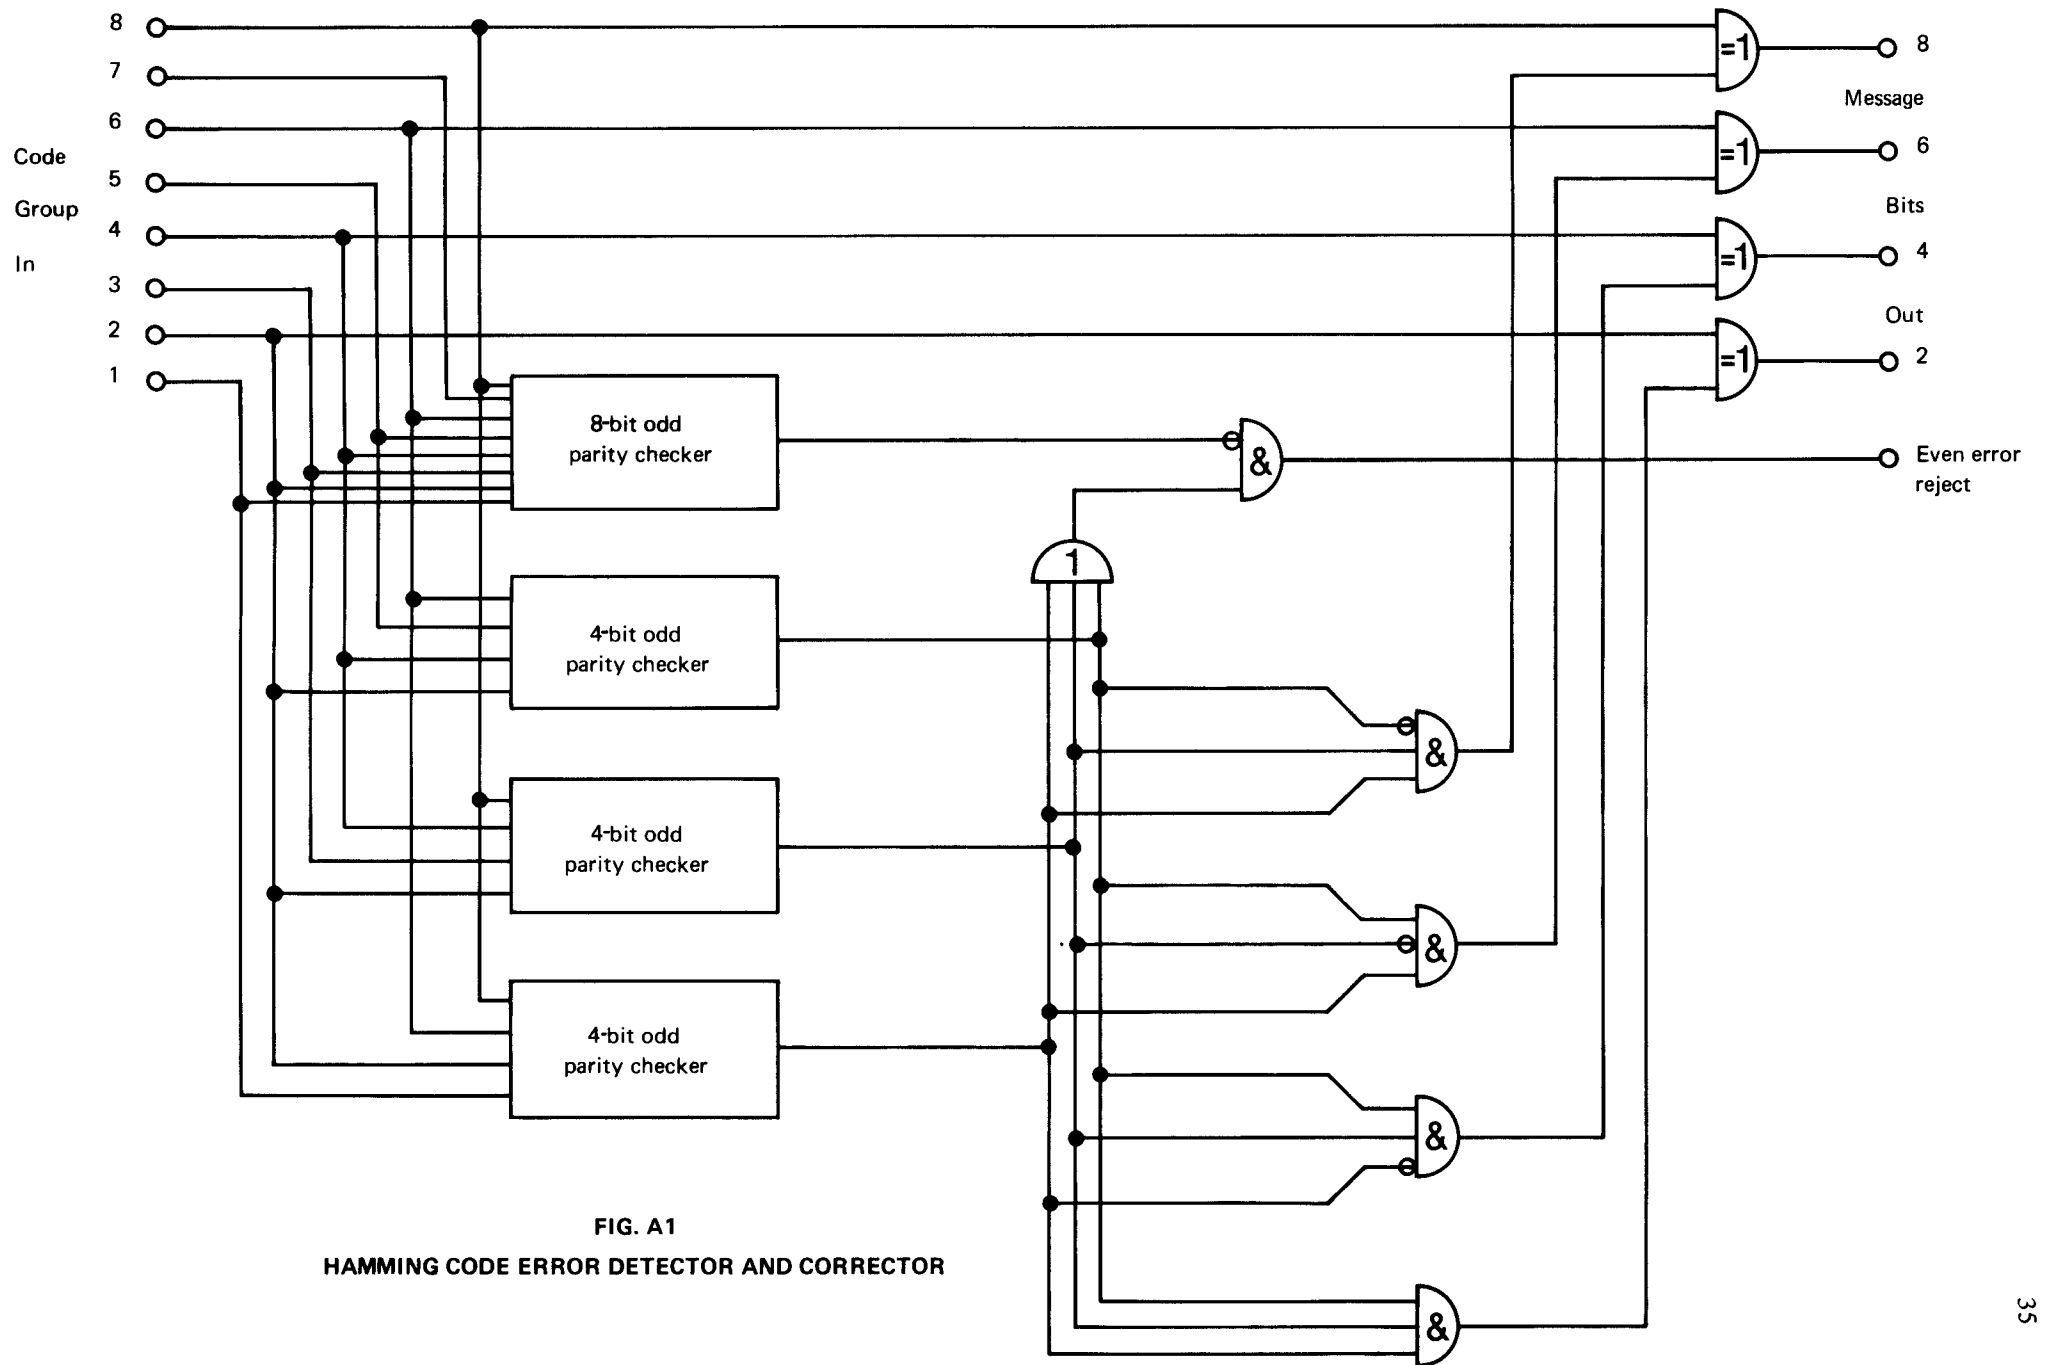 8
7
6
5
4
3
2
1
Code
Group
In
=1
=1
=1
=1
8
Message
6
Bits
4
Out
2
Even error
reject
8-bit odd
parity checker
&
1
4-bit odd
parity checker
4-bit odd
parity checker
4-bit odd
parity checker
&
&
&
&
FIG. A1
HAMMING CODE ERROR DETECTOR AND CORRECTOR
35